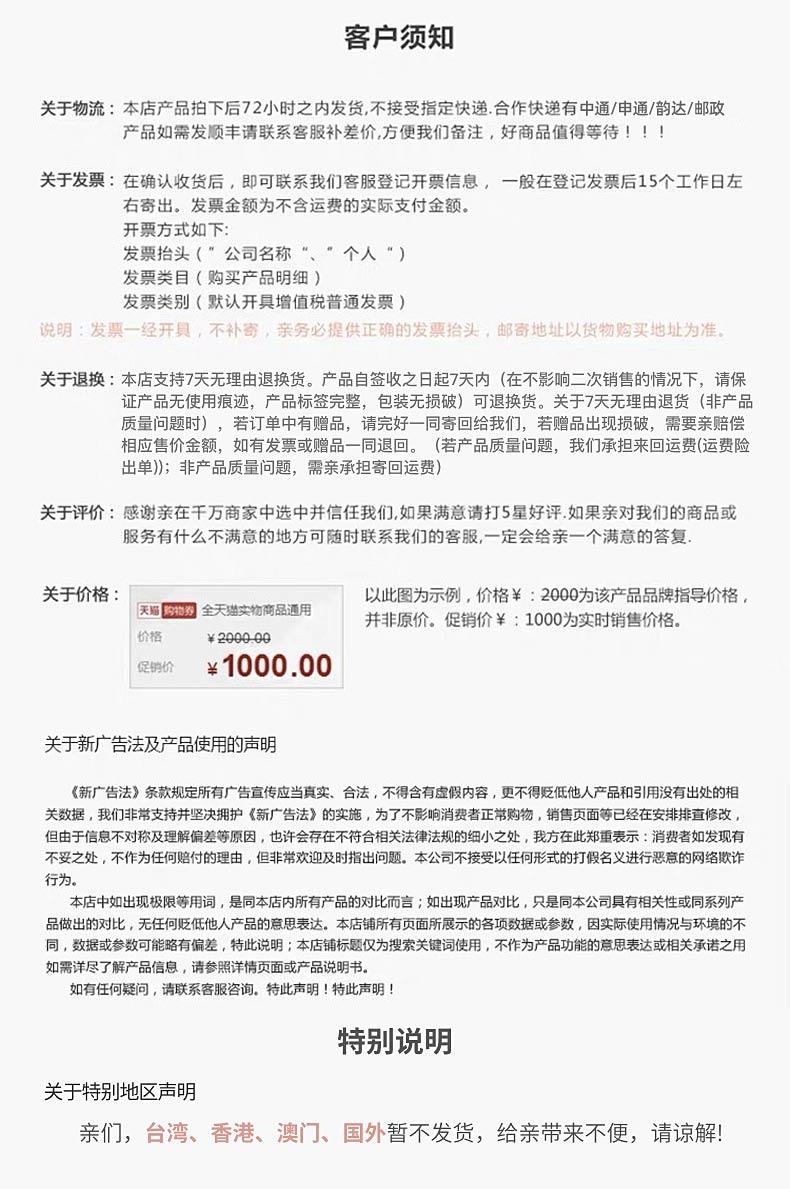 客户须知
关于物流：本店产品拍下后72小时之内发货,不接受指定快递.合作快递有中通/申通/韵达/邮政
产品如需发顺丰请联系客服补差价,方便我们备注，好商品值得等待！！！
关于发票：在确认收货后，即可联系我们客服登记开票信息， 一般在登记发票后15个工作日左
右寄出。发票金额为不含运费的实际支付金额。
开票方式如下:
发票抬头（ ”公司名称“、”个人“ ）
发票类目（ 购买产品明细 ）
发票类别（ 默认开具增值税普通发票 ）
说明：发票一经开具，不补寄，亲务必提供正确的发票抬头，邮寄地址以货物购买地址为准。
关于退换：本店支持7天无理由退换货。产品自签收之日起7天内（在不影响二次销售的情况下，请保
证产品无使用痕迹，产品标签完整，包装无损破）可退换货。关于7天无理由退货（非产品
质量问题时），若订单中有赠品，请完好一同寄回给我们，若赠品出现损破，需要亲赔偿
相应售价金额，如有发票或赠品一同退回。（若产品质量问题，我们承担来回运费(运费险
出单))；非产品质量问题，需亲承担寄回运费）
关于评价：感谢亲在千万商家中选中并信任我们,如果满意请打5星好评.如果亲对我们的商品或
服务有什么不满意的地方可随时联系我们的客服,一定会给亲一个满意的答复.
关于价格：
天猫 购物券 全天猫实物商品通用
价格 ￥2000.00
促销价 ￥1000.00
以此图为示例，价格￥：2000为该产品品牌指导价格，
并非原价。促销价￥：1000为实时销售价格。
关于新广告法及产品使用的声明
《新广告法》条款规定所有广告宣传应当真实、合法，不得含有虚假内容，更不得贬低他人产品和引用没有出处的相
关数据，我们非常支持并坚决拥护《新广告法》的实施，为了不影响消费者正常购物，销售页面等已经在安排排查修改，
但由于信息不对称及理解偏差等原因，也许会存在不符合相关法律法规的细小之处，我方在此郑重表示：消费者如发现有
不妥之处，不作为任何赔付的理由，但非常欢迎及时指出问题。本公司不接受以任何形式的打假名义进行恶意的网络欺诈
行为。
本店中如出现极限等用词，是同本店内所有产品的对比而言；如出现产品对比，只是同本公司具有相关性或同系列产
品做出的对比，无任何贬低他人产品的意思表达。本店铺所有页面所展示的各项数据或参数，因实际使用情况与环境的不
同，数据或参数可能略有偏差，特此说明；本店铺标题仅为搜索关键词使用，不作为产品功能的意思表达或相关承诺之用
如需详尽了解产品信息，请参照详情页面或产品说明书。
如有任何疑问，请联系客服咨询。特此声明！特此声明！
特别说明
关于特别地区声明
亲们，台湾、香港、澳门、国外暂不发货，给亲带来不便，请谅解!